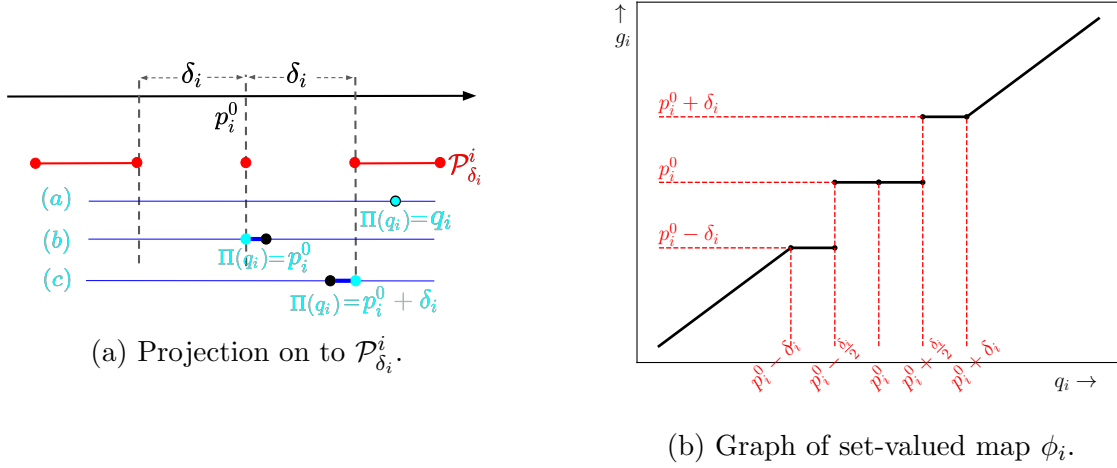 δ_i δ_i
p_i^0
𝒫_{δ_i}^i
(a)
Π(q_i)=q_i
(b)
Π(q_i)=p_i^0
(c)
Π(q_i)=p_i^0 + δ_i
(a) Projection on to 𝒫_{δ_i}^i.
↑
g_i
p_i^0 + δ_i
p_i^0
p_i^0 − δ_i
p_i^0 − δ_i p_i^0 − δ_i/2 p_i^0 p_i^0 + δ_i/2 p_i^0 + δ_i
q_i →
(b) Graph of set-valued map ϕ_i.